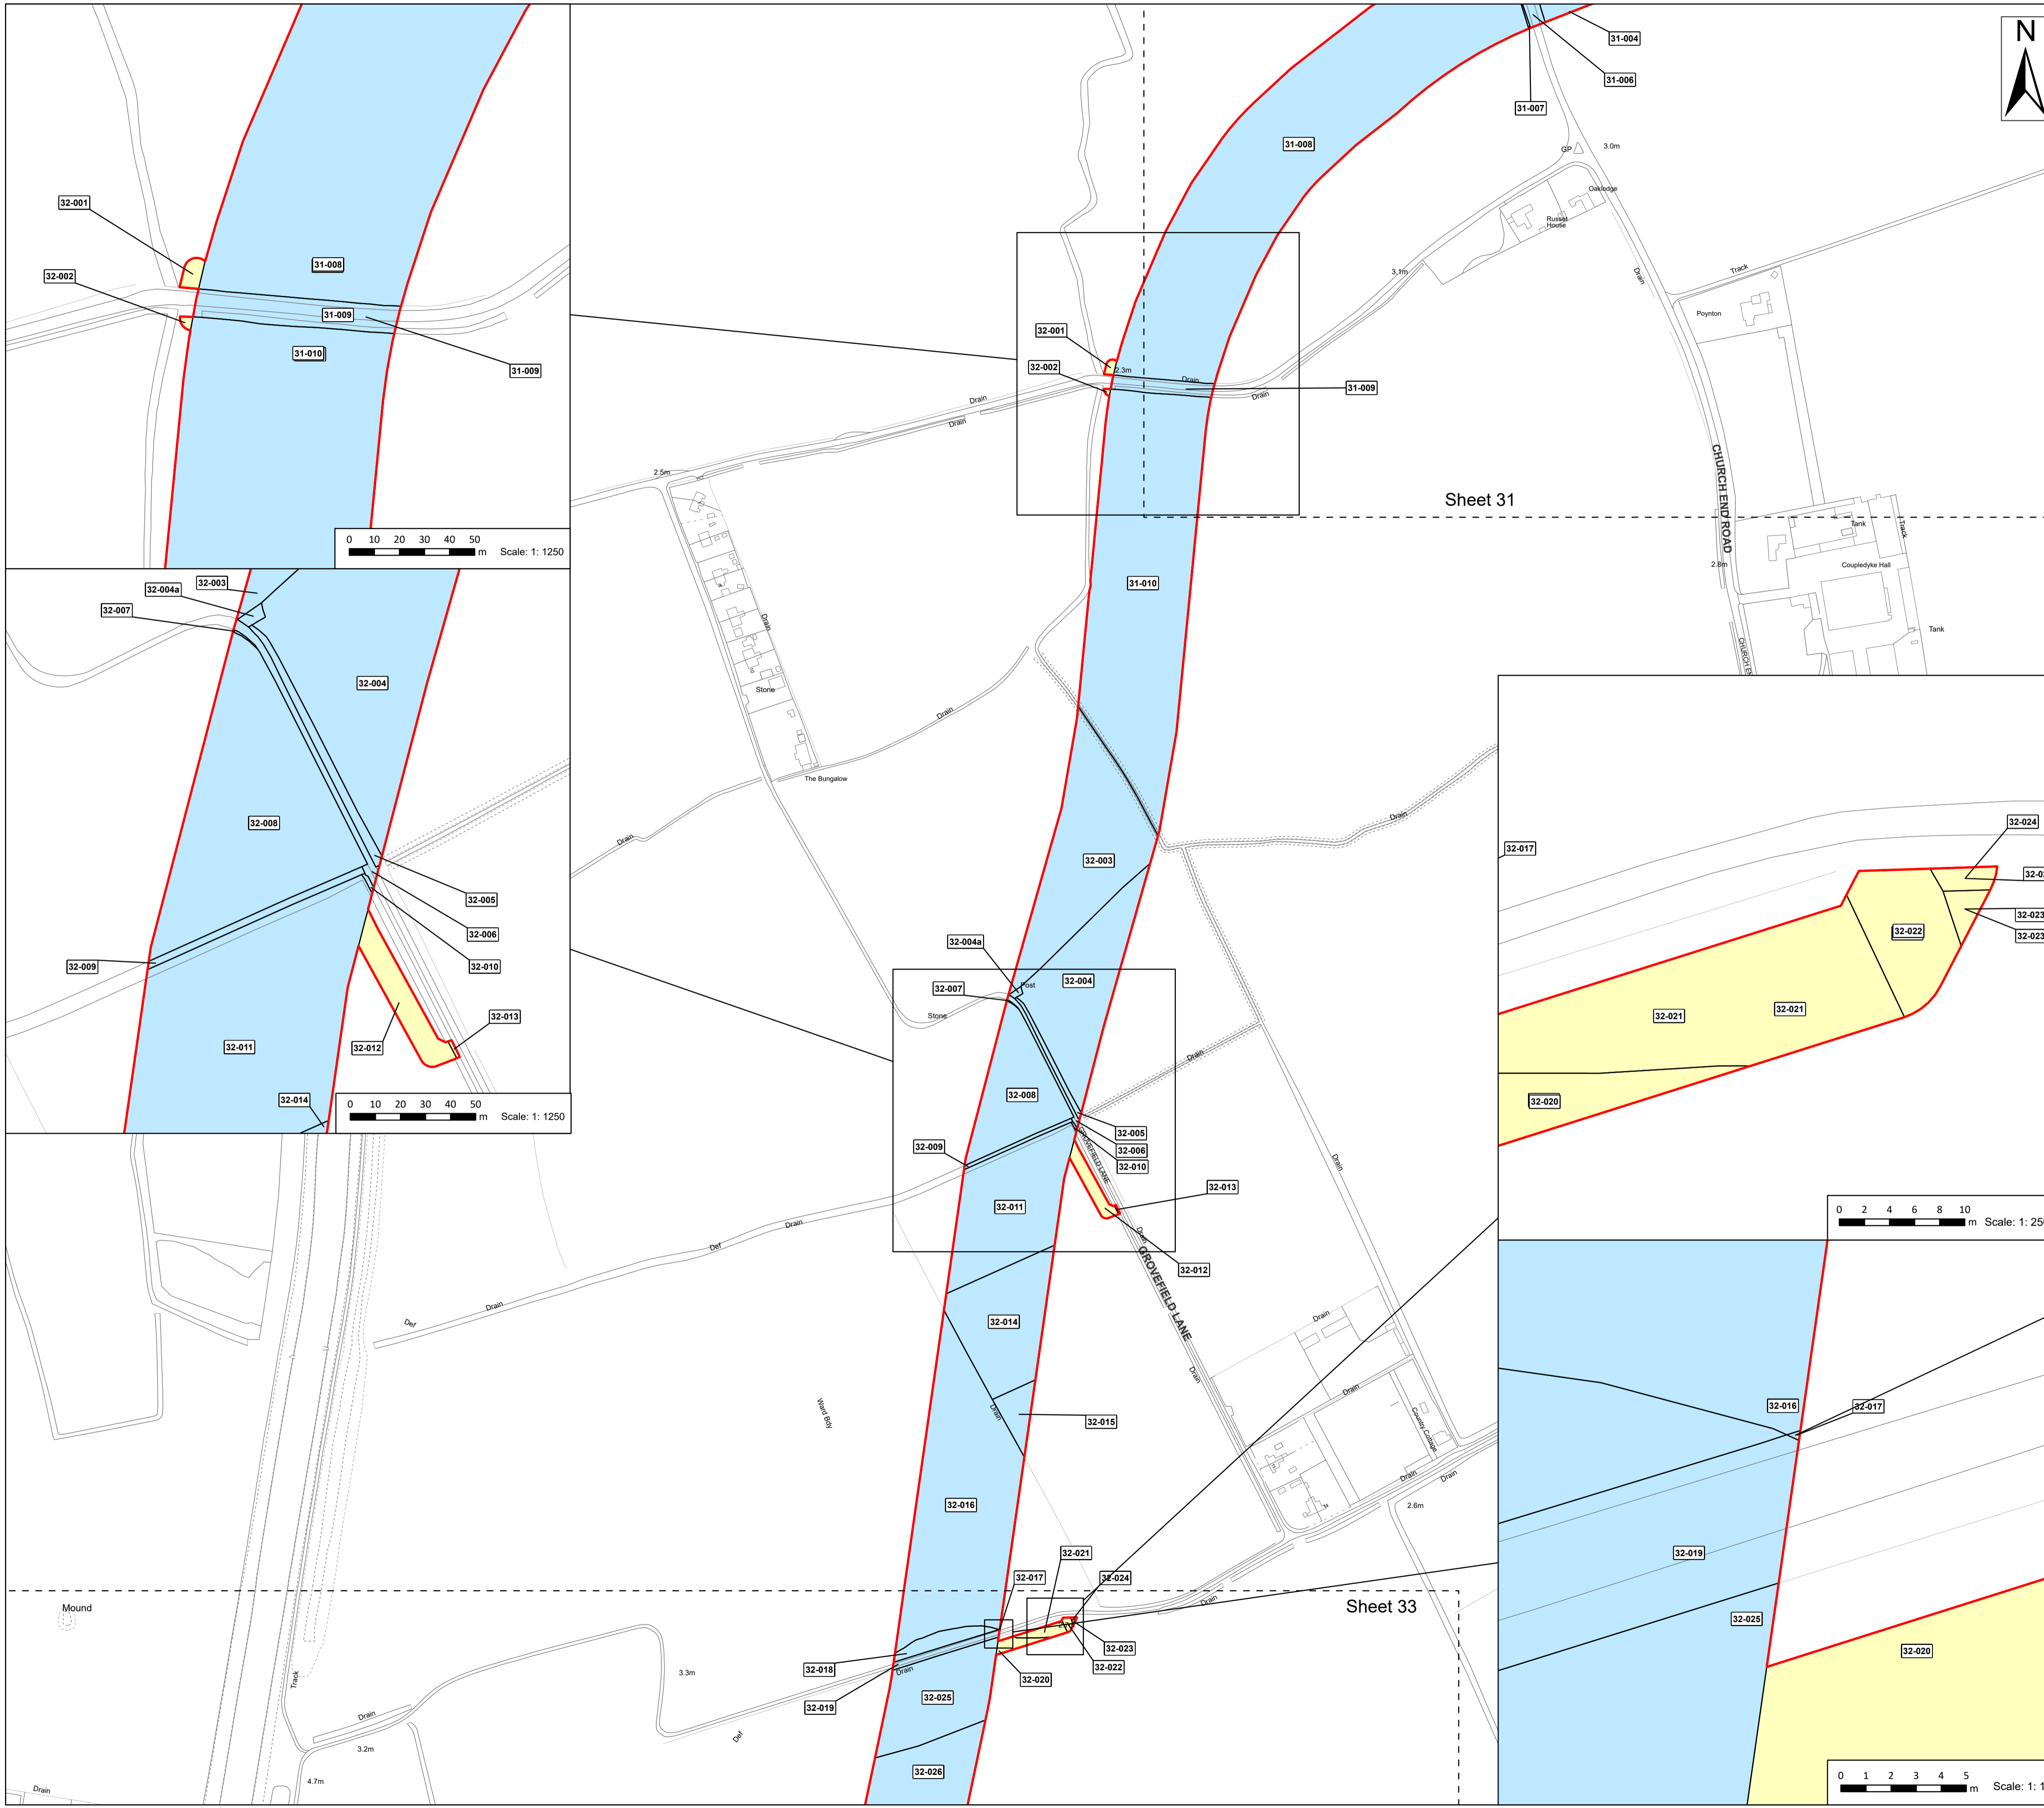 32-001
32-002
31-008
31-009
31-010
31-009
0 10 20 30 40 50
m Scale: 1: 1250
32-003
32-004a
32-007
32-004
32-008
32-005
32-006
32-009
32-010
32-013
32-011
32-012
32-014
0 10 20 30 40 50
m Scale: 1: 1250
N
31-004
31-006
31-007
31-008
GP
3.0m
Oaklodge
Russet
House
3.1m
Drain
Track
Poynton
32-001
32-002
2.3m
Drain
31-009
Drain
Drain
Drain
2.5m
Sheet 31
CHURCH END ROAD
Tank
Track
2.8m
Coupledyke Hall
31-010
Drain
Tank
Stone
Drain
The Bungalow
Drain
Drain
32-003
32-004a
32-004
32-007
Post
Stone
Drain
32-008
32-005
32-009
32-006
32-010
GROVEFIELD LANE
32-013
32-011
Drain
Def
Drain
Drain
32-012
GROVEFIELD LANE
Drain
Def
32-014
Drain
Drain
Drain
Ward Bdy
Drain
32-015
Country Cottage
32-016
Drain
Drain
2.6m
32-021
32-017
32-024
Sheet 33
Mound
Drain
32-023
32-018
Drain
32-022
32-020
3.3m
Track
32-025
32-019
Drain
Def
3.2m
32-026
4.7m
Drain
32-017
32-024
32-023
32-022
32-021
32-021
32-020
0 2 4 6 8 10
m
32-016
32-017
32-019
32-025
32-020
0 1 2 3 4 5
m